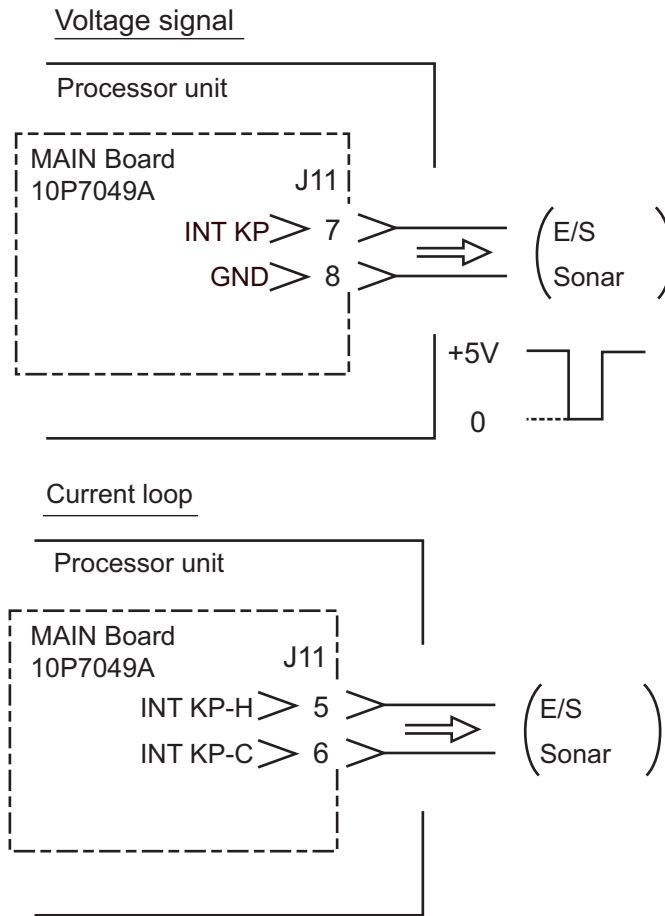 Voltage signal
Processor unit
MAIN Board
10P7049A
J11
INT KP 7
GND 8
E/S
Sonar
+5V
0
Current loop
Processor unit
MAIN Board
10P7049A
J11
INT KP-H 5
INT KP-C 6
E/S
Sonar